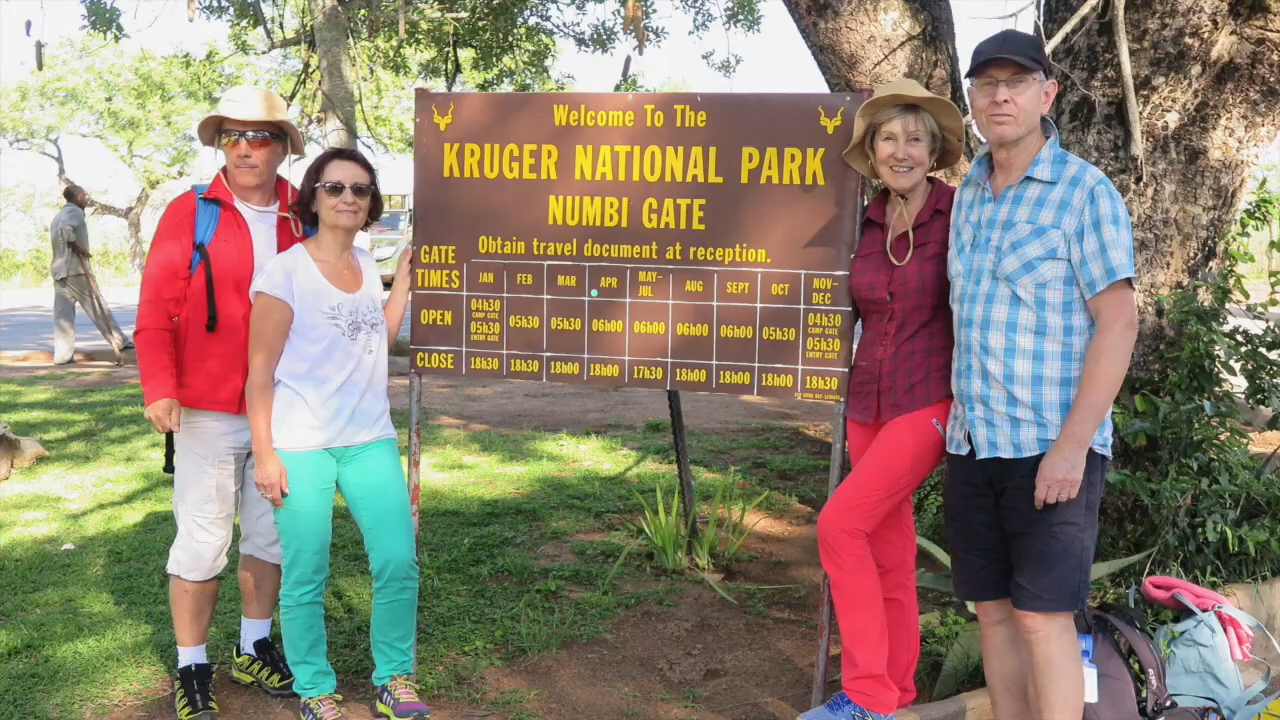 Welcome To The
KRUGER NATIONAL PARK
NUMBI GATE
Obtain travel document at reception.
GATE TIMES JAN FEB MAR APR MAY-JUL AUG SEPT OCT NOV-DEC
OPEN 04h30 CAMP GATE 05h30 ENTRY GATE 05h30 05h30 06h00 06h00 06h00 06h00 05h30 04h30 CAMP GATE 05h30 ENTRY GATE
CLOSE 18h30 18h30 18h00 18h00 17h30 18h00 18h00 18h00 18h30